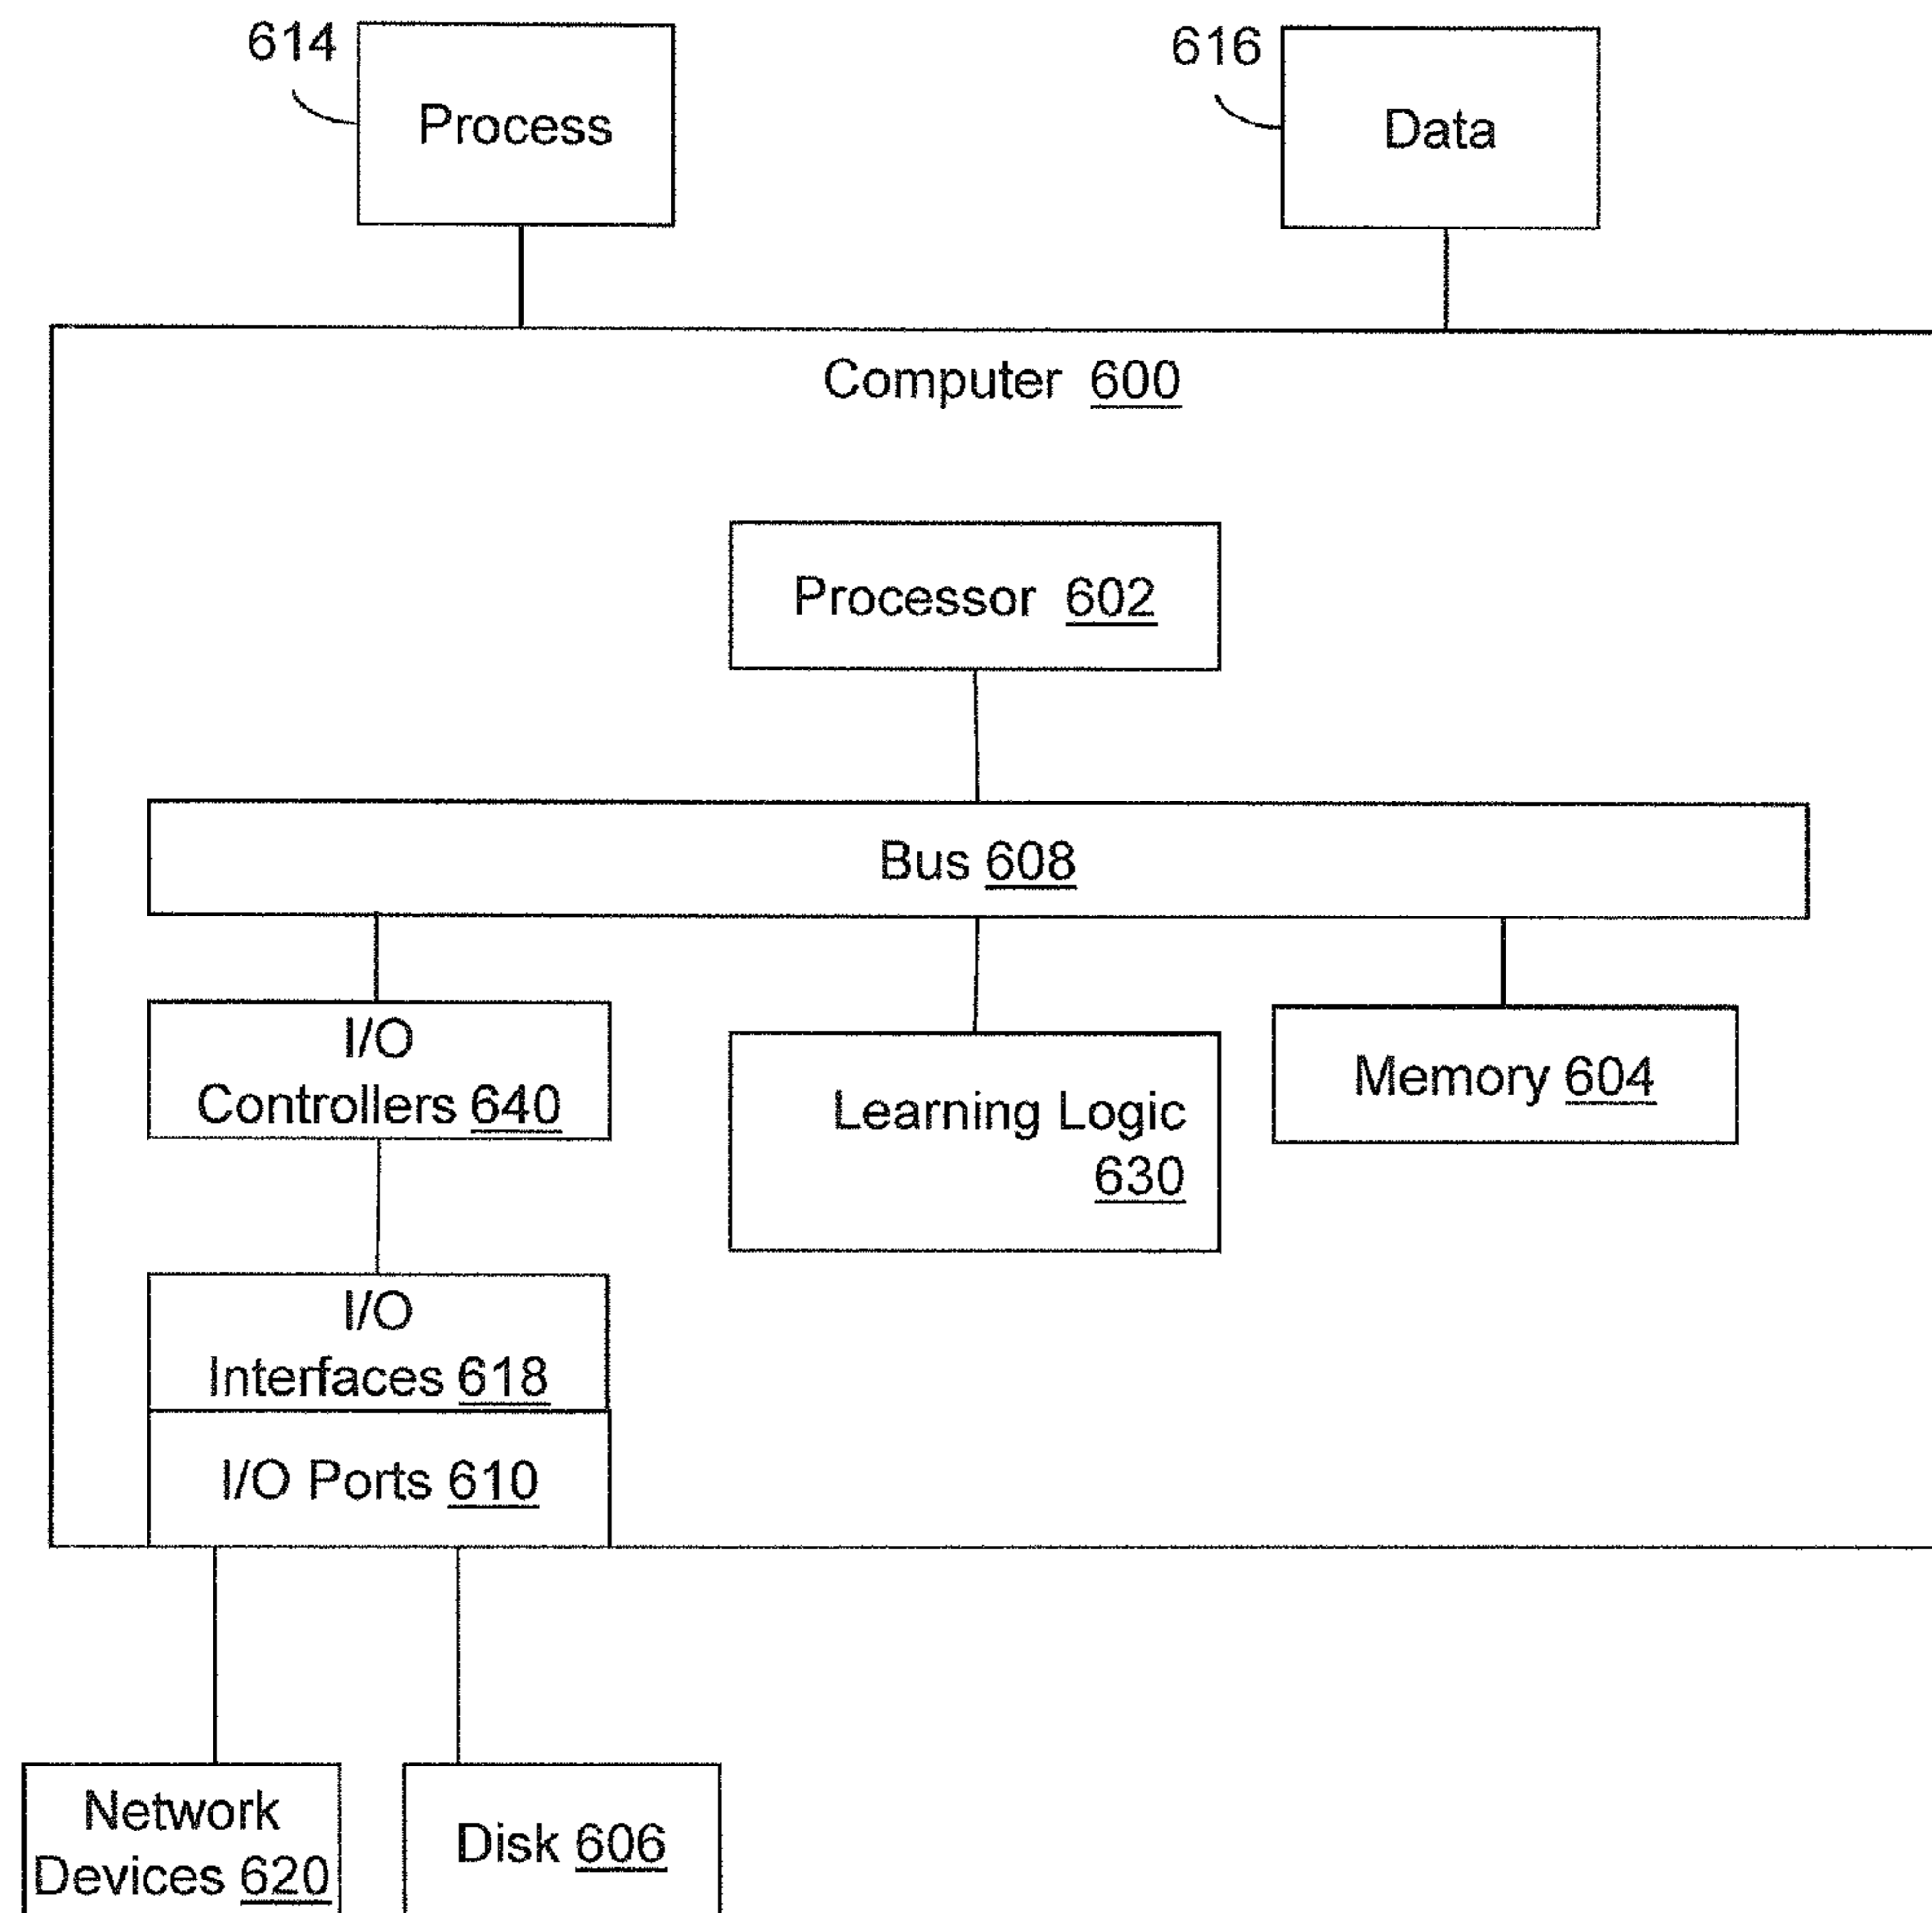 614
Process
616
Data
Computer 600
Processor 602
Bus 608
I/O
Controllers 640
Learning Logic
630
Memory 604
I/O
Interfaces 618
I/O Ports 610
Network
Devices 620
Disk 606